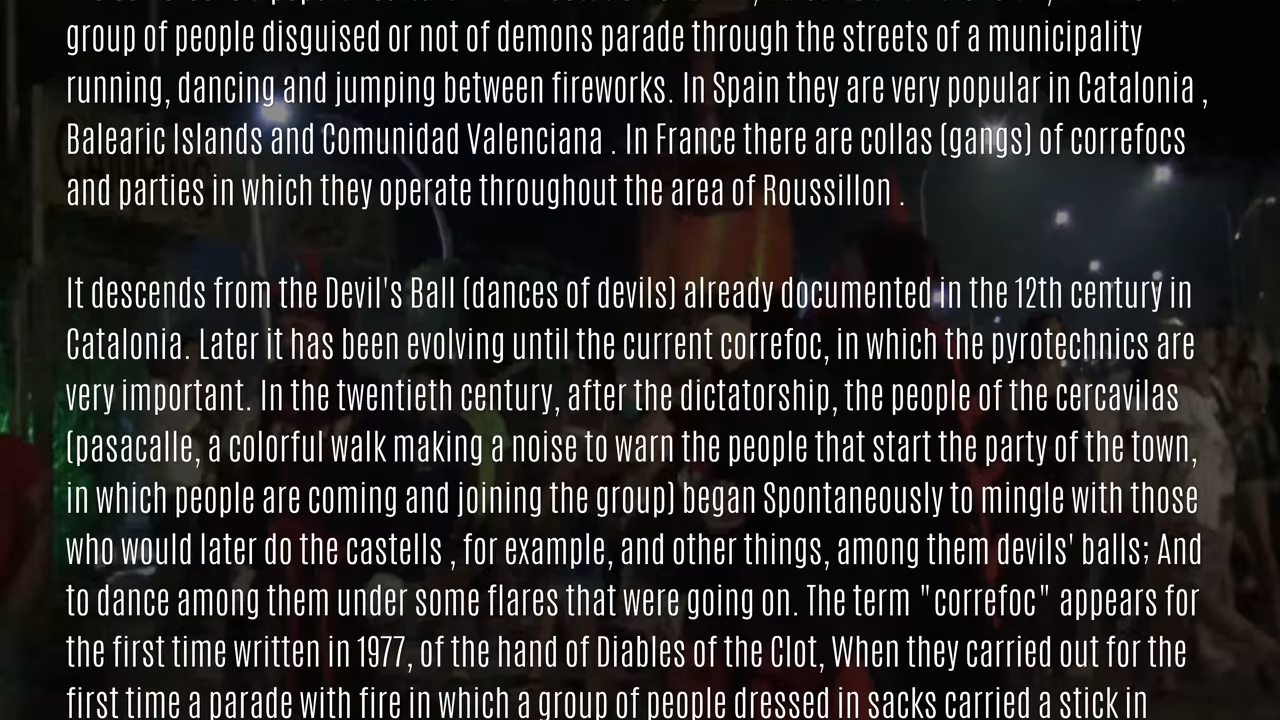 group of people disguised or not of demons parade through the streets of a municipality
running, dancing and jumping between fireworks. In Spain they are very popular in Catalonia ,
Balearic Islands and Comunidad Valenciana . In France there are collas (gangs) of correfocs
and parties in which they operate throughout the area of Roussillon .
It descends from the Devil's Ball (dances of devils) already documented in the 12th century in
Catalonia. Later it has been evolving until the current correfoc, in which the pyrotechnics are
very important. In the twentieth century, after the dictatorship, the people of the cercavilas
(pasacalle, a colorful walk making a noise to warn the people that start the party of the town,
in which people are coming and joining the group) began Spontaneously to mingle with those
who would later do the castells , for example, and other things, among them devils' balls; And
to dance among them under some flares that were going on. The term "correfoc" appears for
the first time written in 1977, of the hand of Diables of the Clot, When they carried out for the
first time a parade with fire in which a group of people dressed in sacks carried a stick in